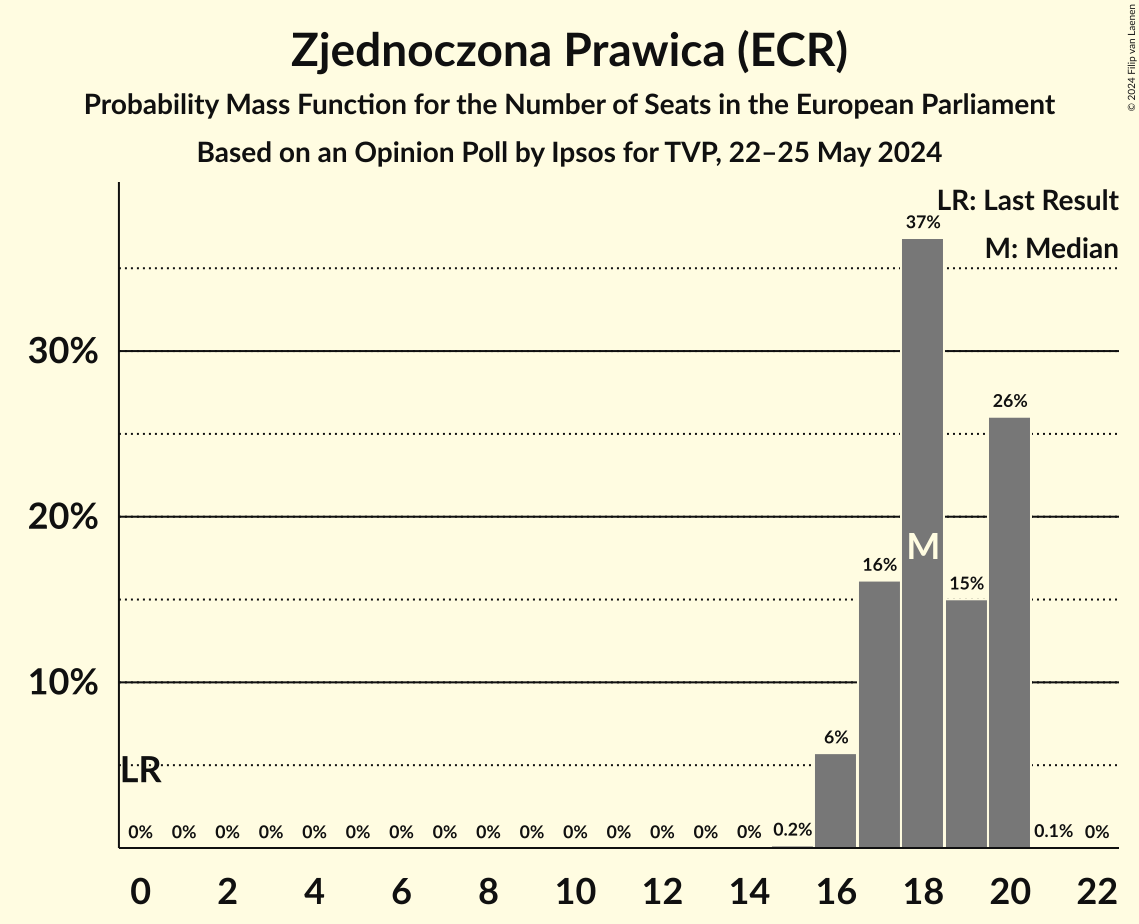 Zjednoczona Prawica (ECR)
Probability Mass Function for the Number of Seats in the European Parliament
Based on an Opinion Poll by Ipsos for TVP, 22–25 May 2024
© 2024 Filip van Laenen
LR: Last Result
M: Median
37%
30%
26%
20%
M
16%
15%
10%
6%
LR
0% 0% 0% 0% 0% 0% 0% 0% 0% 0% 0% 0% 0% 0% 0% 0.2% 0.1% 0%
0 2 4 6 8 10 12 14 16 18 20 22